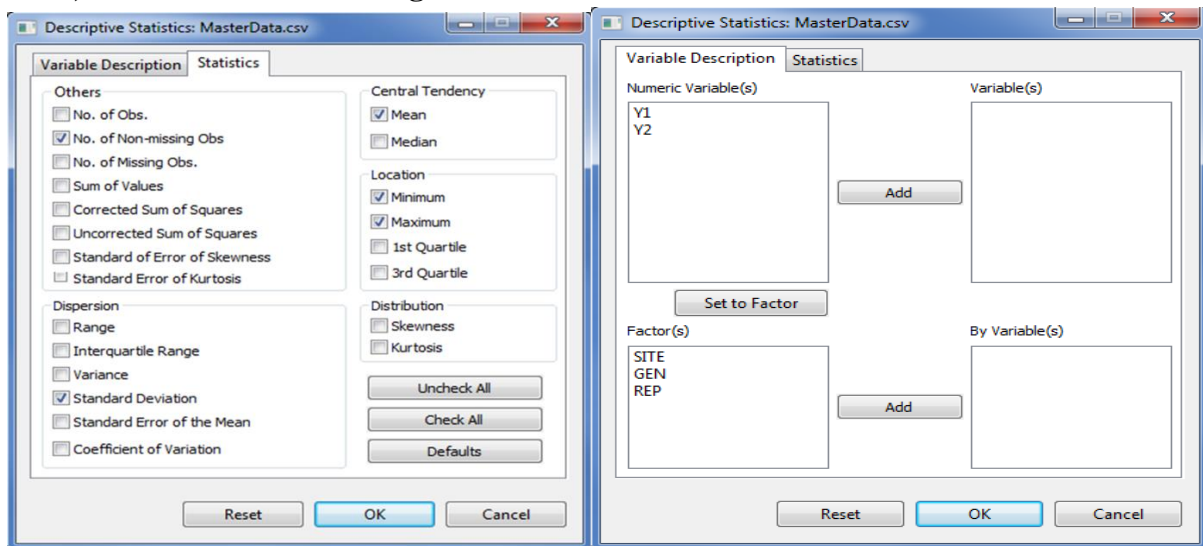 Descriptive Statistics: MasterData.csv
Variable Description Statistics
Others
No. of Obs.
No. of Non-missing Obs
No. of Missing Obs.
Sum of Values
Corrected Sum of Squares
Uncorrected Sum of Squares
Standard of Error of Skewness
Standard Error of Kurtosis
Dispersion
Range
Interquartile Range
Variance
Standard Deviation
Standard Error of the Mean
Coefficient of Variation
Central Tendency
Mean
Median
Location
Minimum
Maximum
1st Quartile
3rd Quartile
Distribution
Skewness
Kurtosis
Uncheck All
Check All
Defaults
Reset OK Cancel
Descriptive Statistics: MasterData.csv
Variable Description Statistics
Numeric Variable(s)
Y1
Y2
Add
Variable(s)
Set to Factor
Factor(s)
SITE
GEN
REP
Add
By Variable(s)
Reset OK Cancel